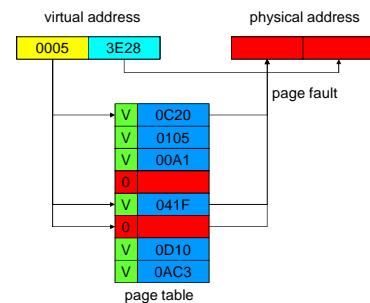 virtual address physical address
0005 3E28
page fault
V 0C20
V 0105
V 00A1
0
V 041F
0
V 0D10
V 0AC3
page table